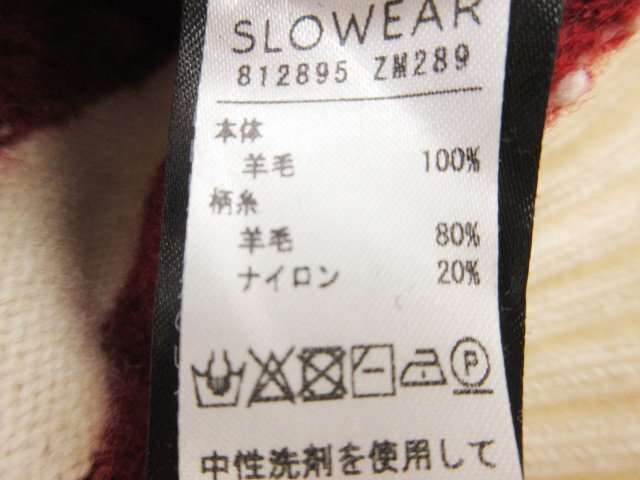 SLOWEAR
812895 ZM289
本体
羊毛 100%
柄糸
羊毛 80%
ナイロン 20%
P
中性洗剤を使用して